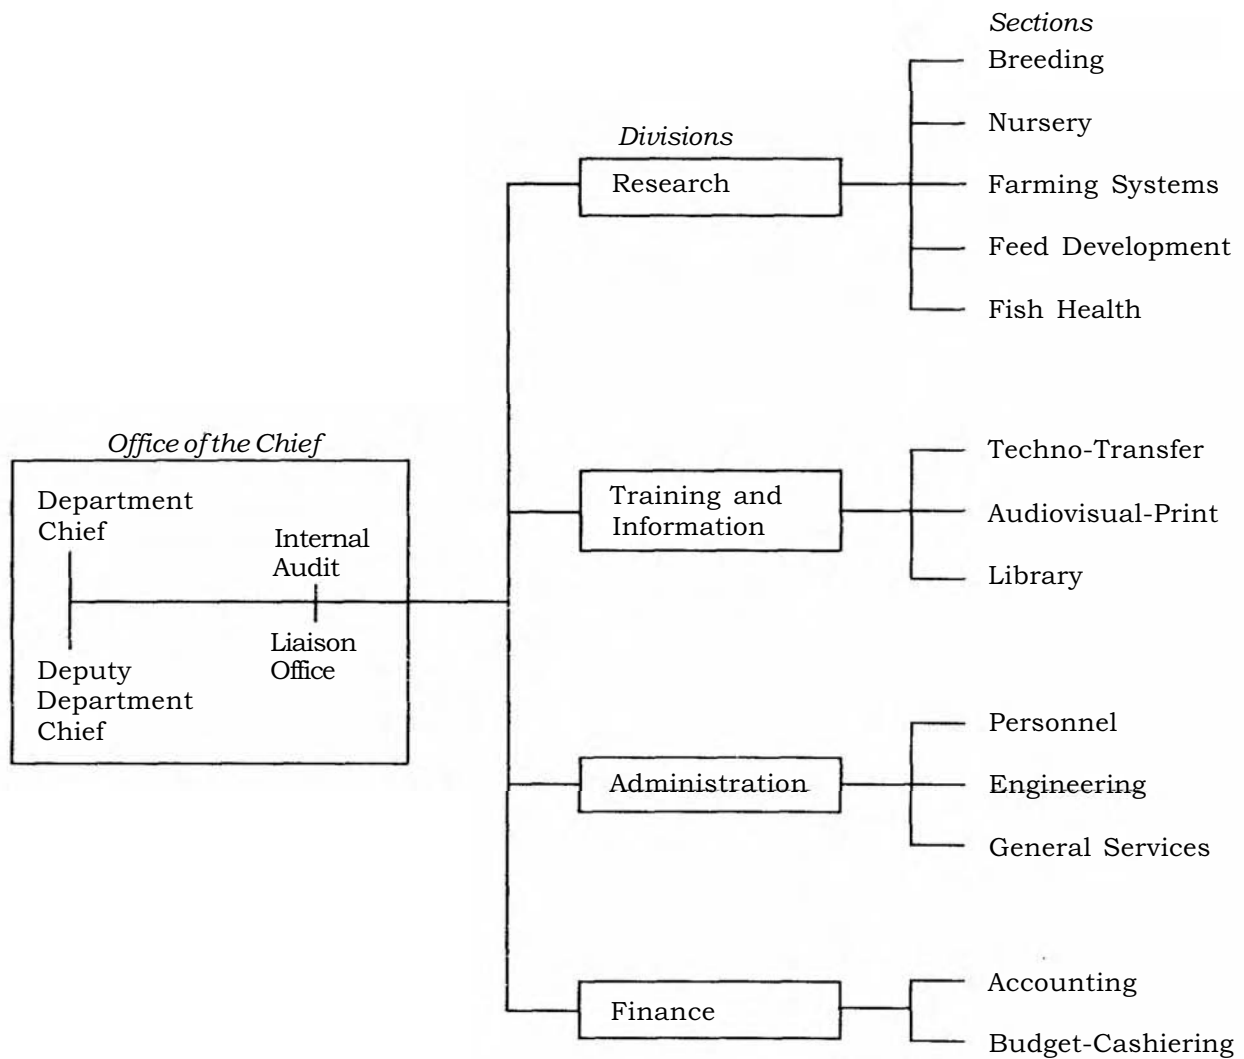 Sections
Breeding
Nursery
Divisions
Research
Farming Systems
Feed Development
Fish Health
Office of the Chief
Department
Chief
Internal
Audit
Liaison
Office
Deputy
Department
Chief
Training and
Information
Techno-Transfer
Audiovisual-Print
Library
Administration
Personnel
Engineering
General Services
Finance
Accounting
Budget-Cashiering